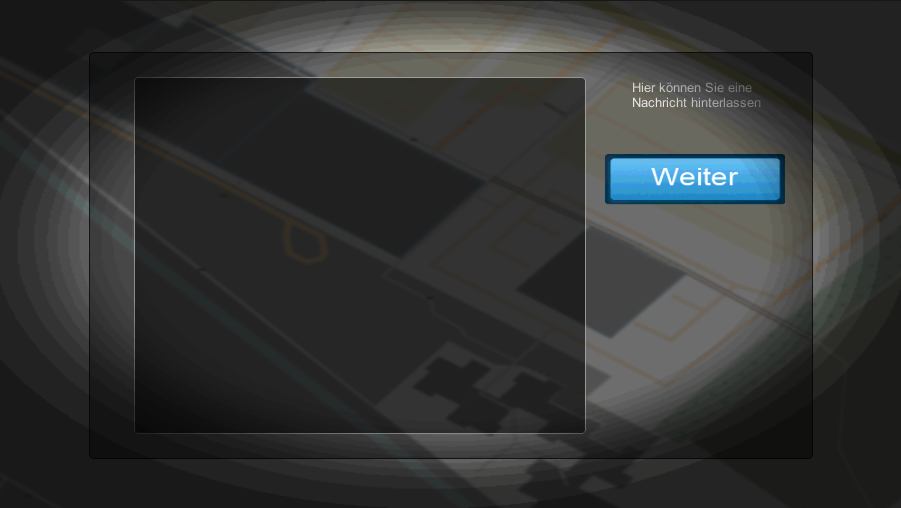 Hier können Sie eine
Nachricht hinterlassen
Weiter